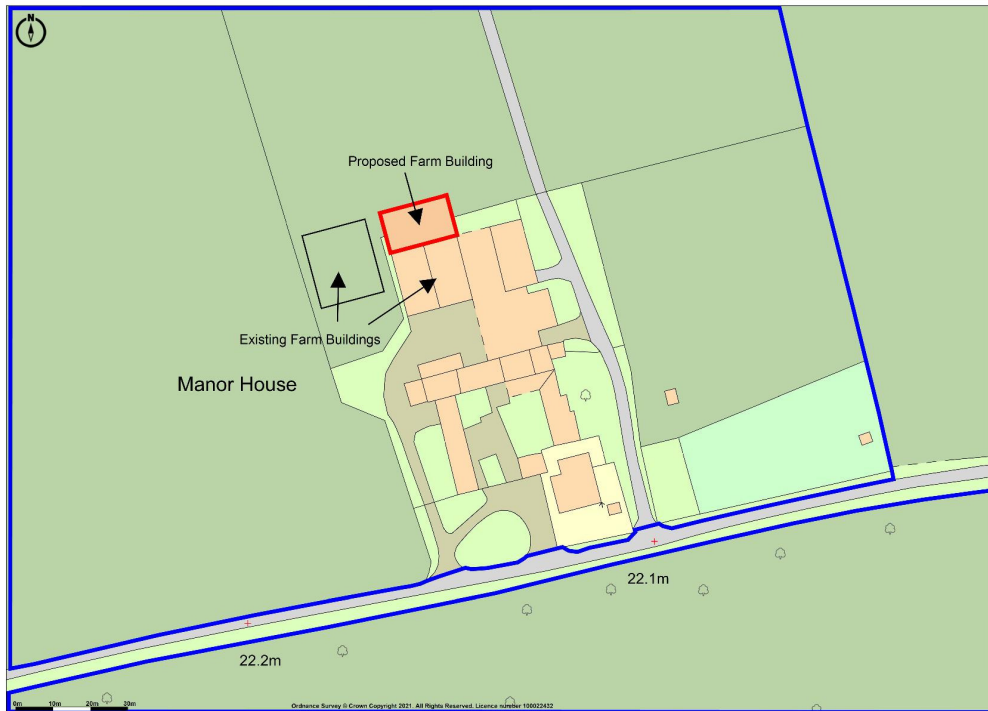 N
Proposed Farm Building
Existing Farm Buildings
Manor House
22.1m
22.2m
0m 10m 20m 30m
Ordnance Survey © Crown Copyright 2021. All Rights Reserved. Licence number 100022432